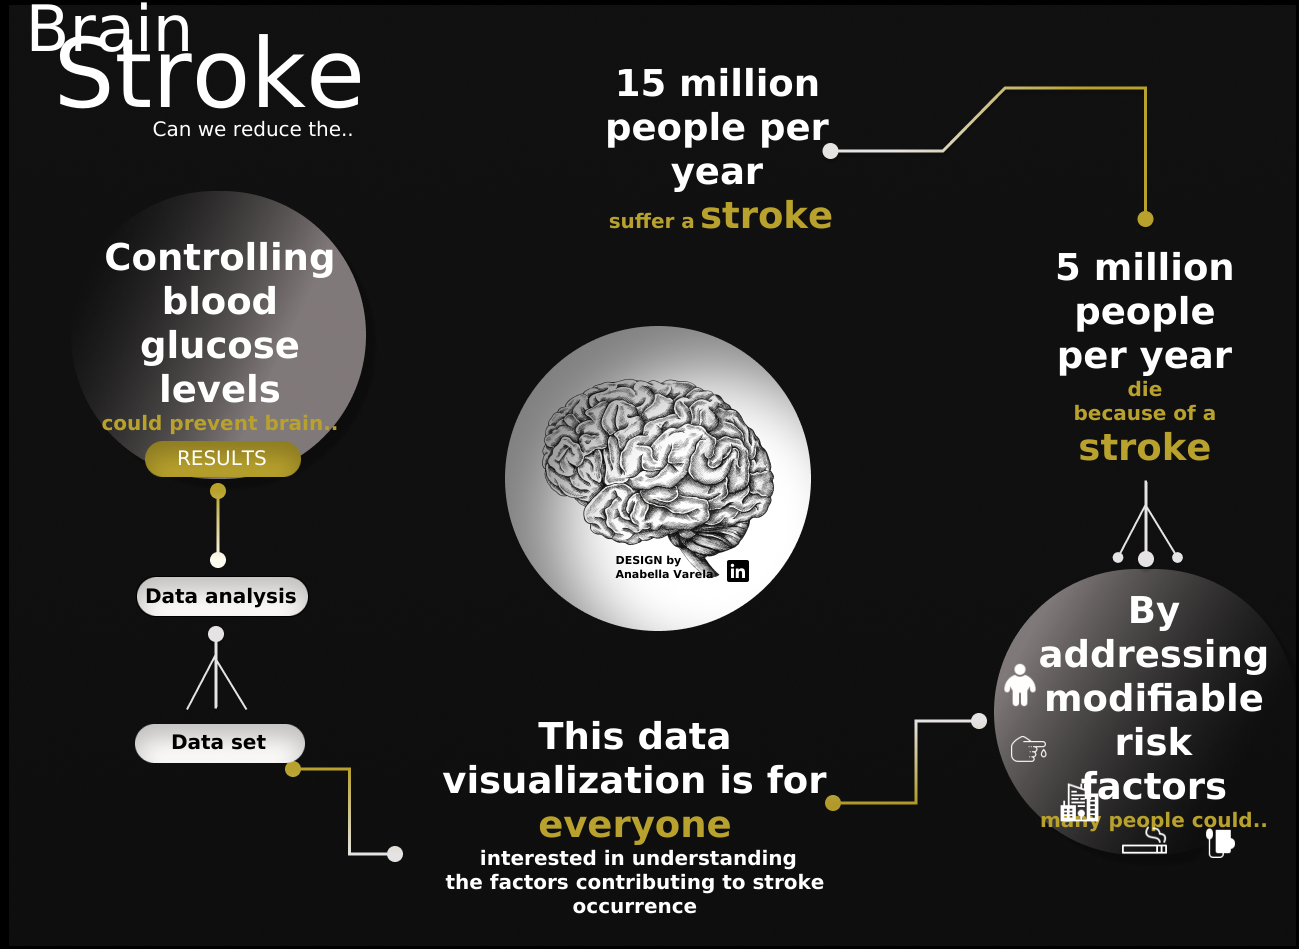 Brain
Stroke
Can we reduce the..
15 million
people per
year
suffer a stroke
5 million
people
per year
die
because of a
stroke
By
addressing
modifiable
risk
factors
many people could..
This data
visualization is for
everyone
interested in understanding
the factors contributing to stroke
occurrence
Data set
Data analysis
Controlling
blood
glucose
levels
could prevent brain..
RESULTS
DESIGN by
Anabella Varela
in